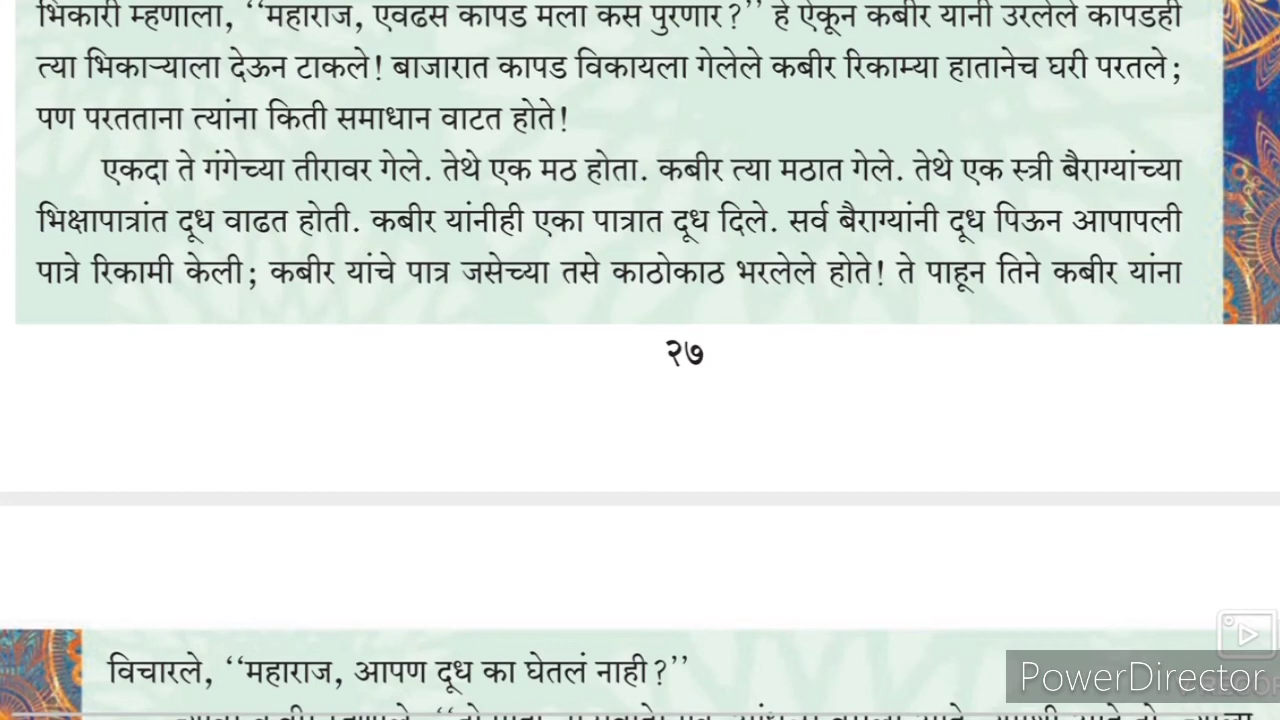 भिकारी म्हणाला, ‘‘महाराज, एवढंस कापड मला कसं पुरणार?’’ हे ऐकून कबीर यांनी उरलेले कापडही
त्या भिकाऱ्याला देऊन टाकले! बाजारात कापड विकायला गेलेले कबीर रिकाम्या हातानेच घरी परतले;
पण परतताना त्यांना किती समाधान वाटत होते!
एकदा ते गंगेच्या तीरावर गेले. तेथे एक मठ होता. कबीर त्या मठात गेले. तेथे एक स्त्री बैराग्यांच्या
भिक्षापात्रांत दूध वाढत होती. कबीर यांनीही एका पात्रात दूध दिले. सर्व बैराग्यांनी दूध पिऊन आपापली
पात्रे रिकामी केली; कबीर यांचे पात्र जसेच्या तसे काठोकाठ भरलेले होते! ते पाहून तिने कबीर यांना
२७
विचारले, ‘‘महाराज, आपण दूध का घेतलं नाही?’’
PowerDirector